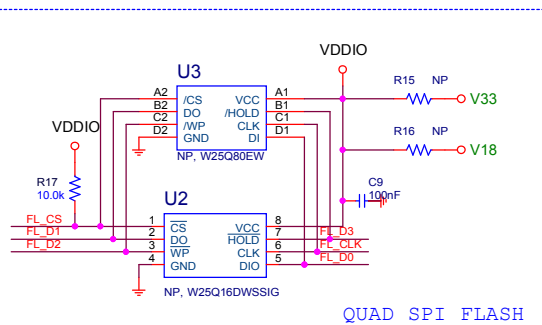 VDDIO
U3
R15 NP
A2 /CS VCC A1
V33
B2 DO /HOLD B1
C2 /WP CLK C1
D2 GND DI D1
R16 NP
VDDIO
V18
NP, W25Q80EW
R17
10.0k
U2
C9
100nF
FL_CS 1 CS VCC 8
FL_D1 2 DO HOLD 7 FL_D3
FL_D2 3 WP CLK 6 FL_CLK
4 GND DIO 5 FL_D0
NP, W25Q16DWSSIG
QUAD SPI FLASH